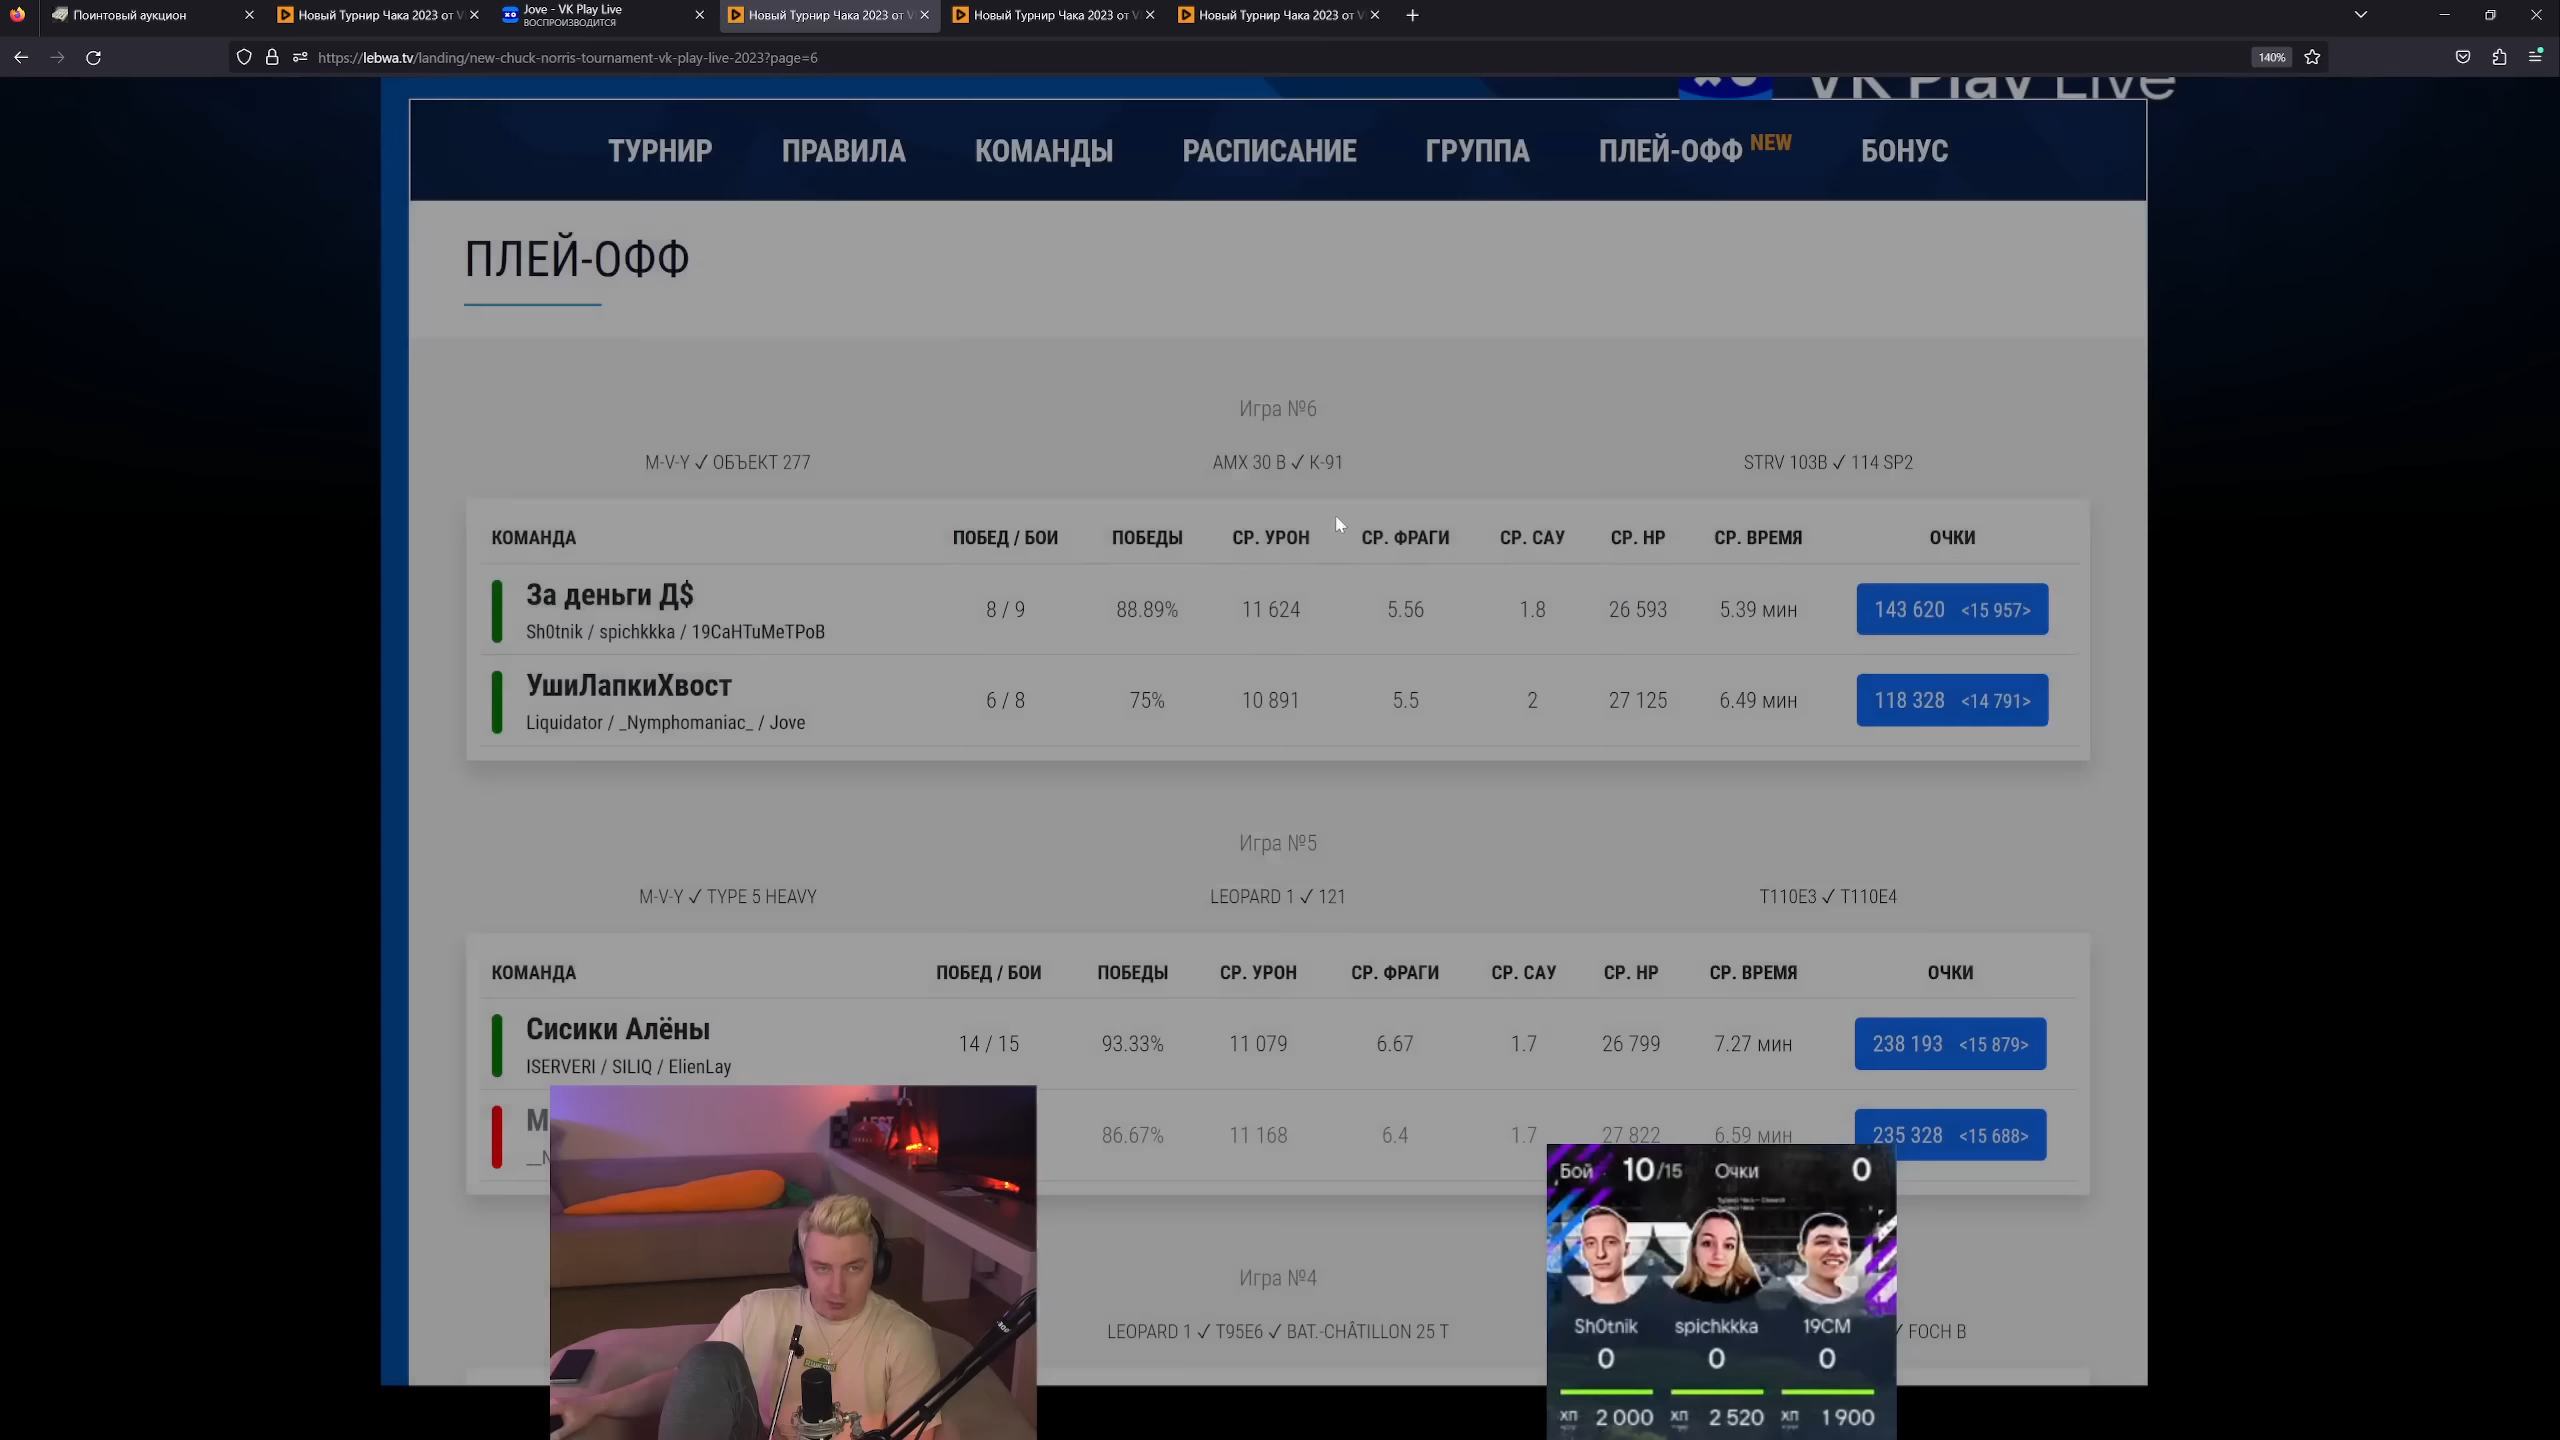 Поинтовый аукцион
Новый Турнир Чака 2023 от V
Jove - VK Play Live
ВОСПРОИЗВОДИТСЯ
Новый Турнир Чака 2023 от V
Новый Турнир Чака 2023 от V
Новый Турнир Чака 2023 от V
https://lebwa.tv/landing/new-chuck-norris-tournament-vk-play-live-2023?page=6
140%
VK Play Live
ТУРНИР ПРАВИЛА КОМАНДЫ РАСПИСАНИЕ ГРУППА ПЛЕЙ-ОФФ NEW БОНУС
ПЛЕЙ-ОФФ
Игра №6
M-V-Y ✓ ОБЪЕКТ 277 AMX 30 B ✓ К-91 STRV 103B ✓ 114 SP2
КОМАНДА ПОБЕД / БОИ ПОБЕДЫ СР. УРОН СР. ФРАГИ СР. САУ СР. HP СР. ВРЕМЯ ОЧКИ
За деньги Д$ 8 / 9 88.89% 11 624 5.56 1.8 26 593 5.39 мин 143 620 <15 957>
Sh0tnik / spichkkka / 19CaHTuMeTPoB
УшиЛапкиХвост 6 / 8 75% 10 891 5.5 2 27 125 6.49 мин 118 328 <14 791>
Liquidator / _Nymphomaniac_ / Jove
Игра №5
M-V-Y ✓ TYPE 5 HEAVY LEOPARD 1 ✓ 121 T110E3 ✓ T110E4
КОМАНДА ПОБЕД / БОИ ПОБЕДЫ СР. УРОН СР. ФРАГИ СР. САУ СР. HP СР. ВРЕМЯ ОЧКИ
Сисики Алёны 14 / 15 93.33% 11 079 6.67 1.7 26 799 7.27 мин 238 193 <15 879>
ISERVERI / SILIQ / ElienLay
86.67% 11 168 6.4 1.7 27 822 6.59 мин 235 328 <15 688>
Игра №4
LEOPARD 1 ✓ T95E6 ✓ BAT.-CHÂTILLON 25 T ✓ FOCH B
Бой 10/15 Очки 0
Sh0tnik spichkkka 19CM
0 0 0
ХП 2 000 ХП 2 520 ХП 1 900